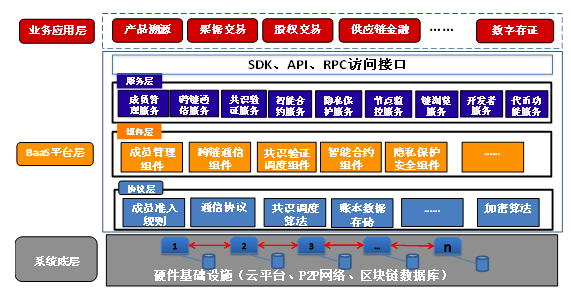 业务应用层
产品溯源
票据交易
股权交易
供应链金融
……
数字存证
SDK、API、RPC访问接口
BaaS平台层
服务层
成员管理服务
跨链通信服务
共识验证服务
智能合约服务
隐私保护服务
节点监控服务
链浏览服务
开发者服务
代币功能服务
组件层
成员管理
组件
跨链通信
组件
共识验证
调度组件
智能合约
组件
隐私保护
安全组件
……
协议层
成员准入
规则
通信协议
共识调度
算法
账本数据
存储
……
加密算法
系统底层
1
2
3
...
n
硬件基础设施（云平台、P2P网络、区块链数据库）